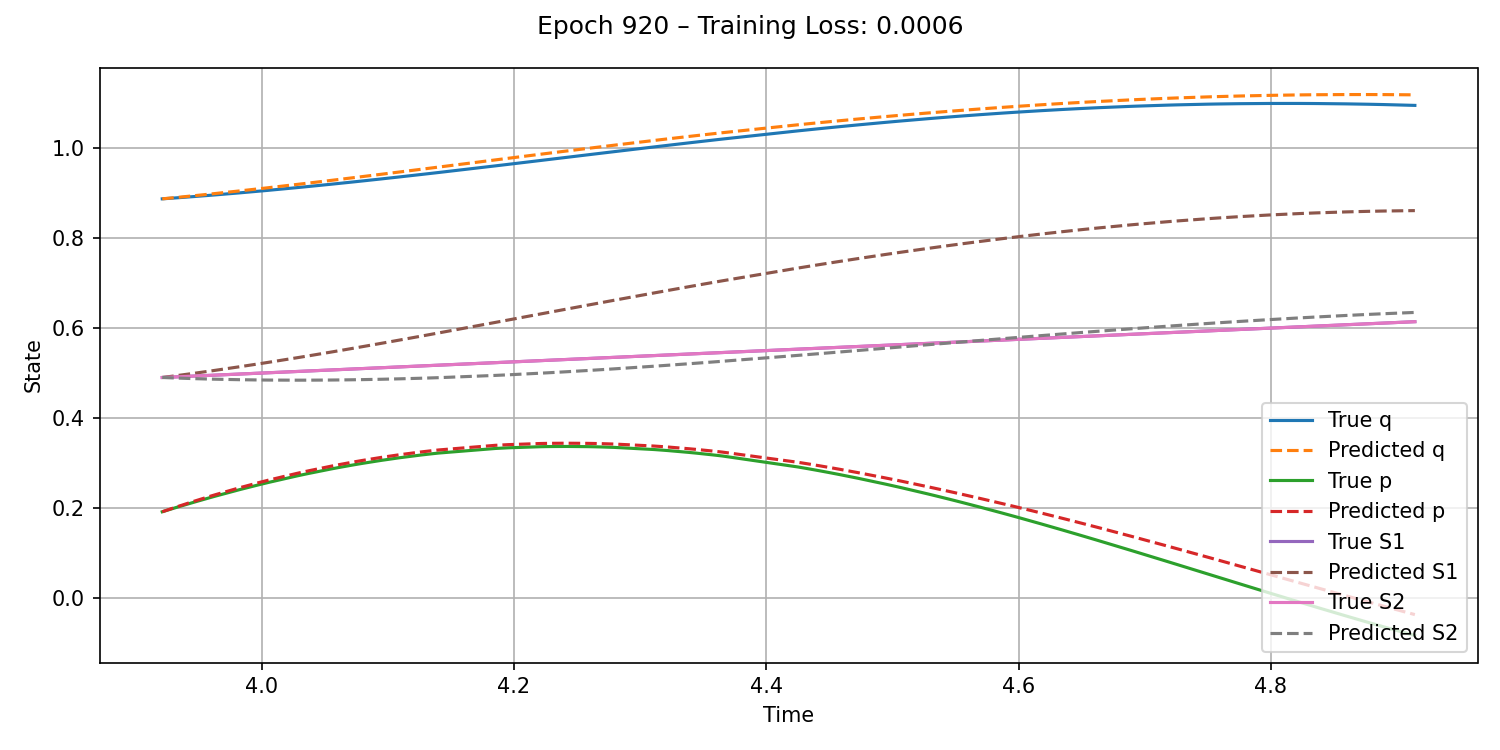 Epoch 920 – Training Loss: 0.0006
State
1.0
0.8
0.6
0.4
0.2
0.0
True q
Predicted q
True p
Predicted p
True S1
Predicted S1
True S2
Predicted S2
4.0 4.2 4.4 4.6 4.8
Time